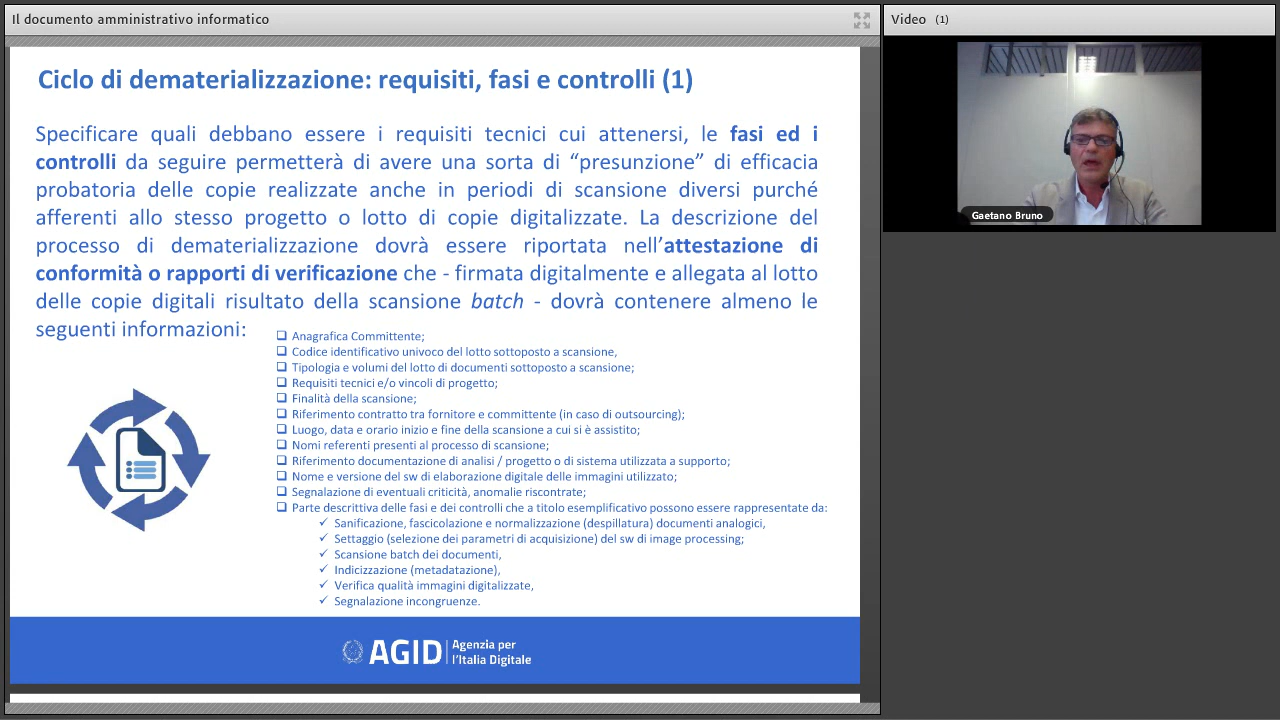 Il documento amministrativo informatico
Video (1)
Ciclo di dematerializzazione: requisiti, fasi e controlli (1)
Specificare quali debbano essere i requisiti tecnici cui attenersi, le fasi ed i
controlli da seguire permetterà di avere una sorta di “presunzione” di efficacia
probatoria delle copie realizzate anche in periodi di scansione diversi purché
afferenti allo stesso progetto o lotto di copie digitalizzate. La descrizione del
processo di dematerializzazione dovrà essere riportata nell’attestazione di
conformità o rapporti di verificazione che - firmata digitalmente e allegata al lotto
delle copie digitali risultato della scansione batch - dovrà contenere almeno le
seguenti informazioni:
Anagrafica Committente;
Codice identificativo univoco del lotto sottoposto a scansione,
Tipologia e volumi del lotto di documenti sottoposto a scansione;
Requisiti tecnici e/o vincoli di progetto;
Finalità della scansione;
Riferimento contratto tra fornitore e committente (in caso di outsourcing);
Luogo, data e orario inizio e fine della scansione a cui si è assistito;
Nomi referenti presenti al processo di scansione;
Riferimento documentazione di analisi / progetto o di sistema utilizzata a supporto;
Nome e versione del sw di elaborazione digitale delle immagini utilizzato;
Segnalazione di eventuali criticità, anomalie riscontrate;
Parte descrittiva delle fasi e dei controlli che a titolo esemplificativo possono essere rappresentate da:
Sanificazione, fascicolazione e normalizzazione (despillatura) documenti analogici,
Settaggio (selezione dei parametri di acquisizione) del sw di image processing;
Scansione batch dei documenti,
Indicizzazione (metadatazione),
Verifica qualità immagini digitalizzate,
Segnalazione incongruenze.
AGID Agenzia per
l’Italia Digitale
Gaetano Bruno